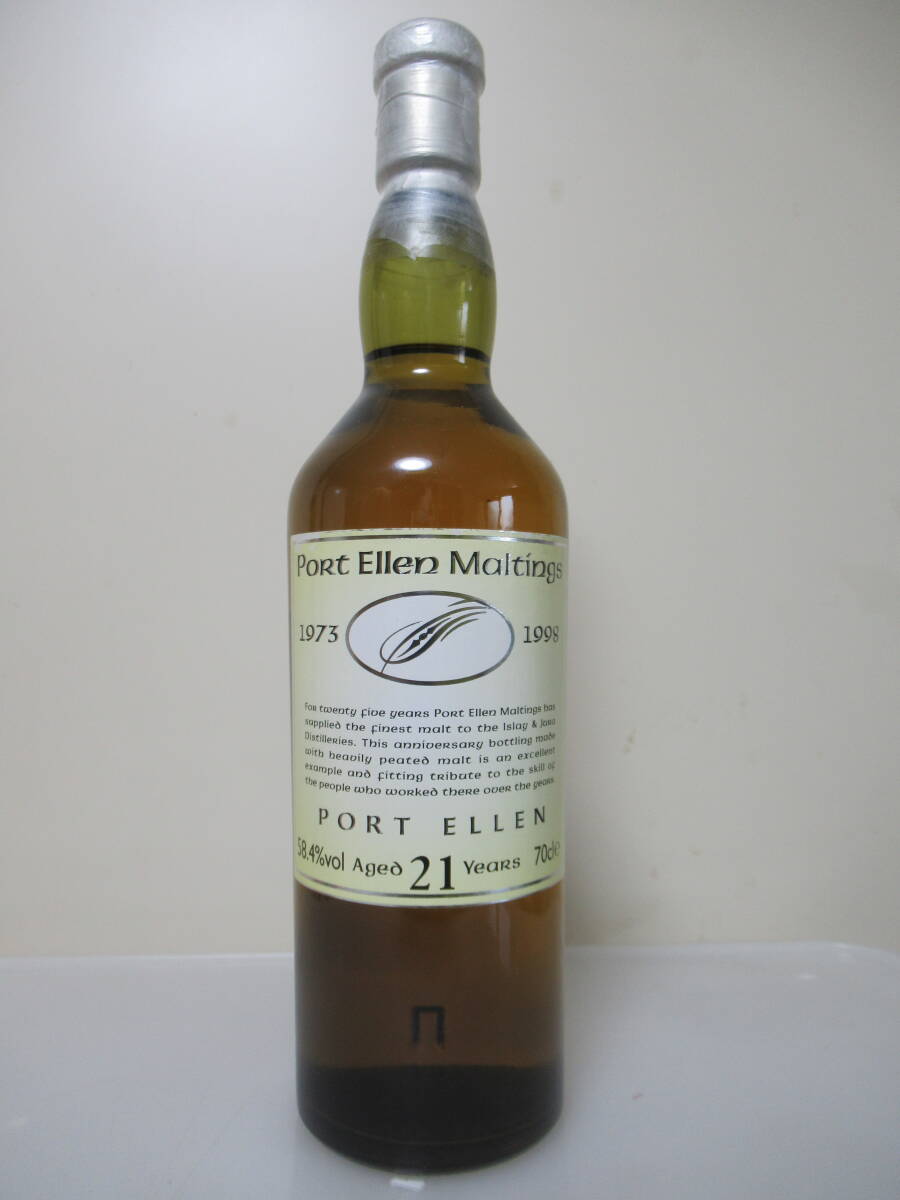 Port Ellen Maltings
1973 1998
For twenty five years Port Ellen Maltings has
supplied the finest malt to the Islay & Jura
Distilleries. This anniversary bottling made
with heavily peated malt is an excellent
example and fitting tribute to the skill of
the people who worked there over the years
PORT ELLEN
58.4%vol Aged 21 Years 70cle